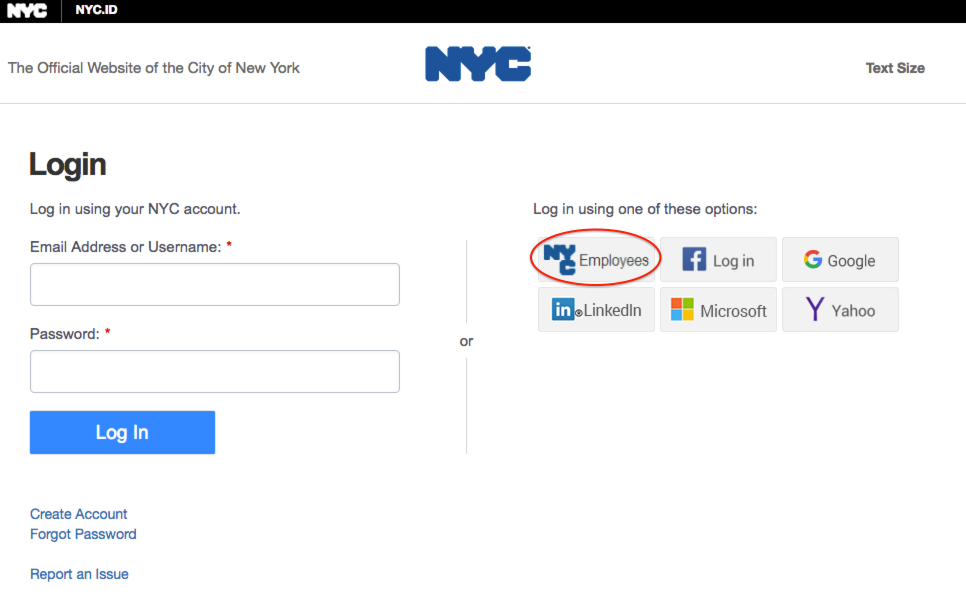 NYC NYC.ID
The Official Website of the City of New York
NYC
Text Size
Login
Log in using your NYC account.
Email Address or Username: *
Password: *
Log In
Create Account
Forgot Password
Report an Issue
or
Log in using one of these options:
NYC Employees
Log in
Google
in® LinkedIn
Microsoft
Yahoo